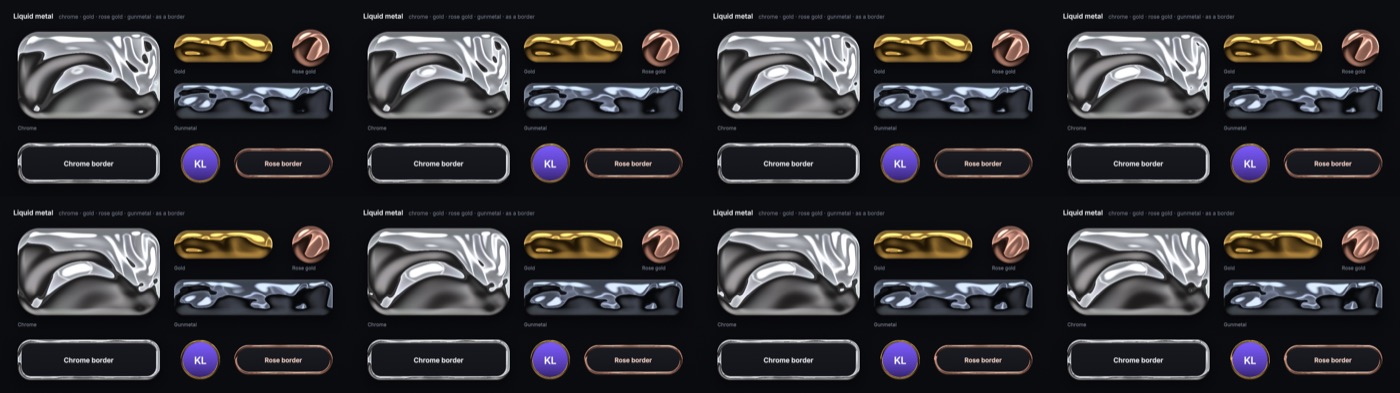 Liquid metal chrome · gold · rose gold · gunmetal · as a border
Gold
Rose gold
Chrome
Gunmetal
Chrome border
KL
Rose border
Liquid metal chrome · gold · rose gold · gunmetal · as a border
Gold
Rose gold
Chrome
Gunmetal
Chrome border
KL
Rose border
Liquid metal chrome · gold · rose gold · gunmetal · as a border
Gold
Rose gold
Chrome
Gunmetal
Chrome border
KL
Rose border
Liquid metal chrome · gold · rose gold · gunmetal · as a border
Gold
Rose gold
Chrome
Gunmetal
Chrome border
KL
Rose border
Liquid metal chrome · gold · rose gold · gunmetal · as a border
Gold
Rose gold
Chrome
Gunmetal
Chrome border
KL
Rose border
Liquid metal chrome · gold · rose gold · gunmetal · as a border
Gold
Rose gold
Chrome
Gunmetal
Chrome border
KL
Rose border
Liquid metal chrome · gold · rose gold · gunmetal · as a border
Gold
Rose gold
Chrome
Gunmetal
Chrome border
KL
Rose border
Liquid metal chrome · gold · rose gold · gunmetal · as a border
Gold
Rose gold
Chrome
Gunmetal
Chrome border
KL
Rose border